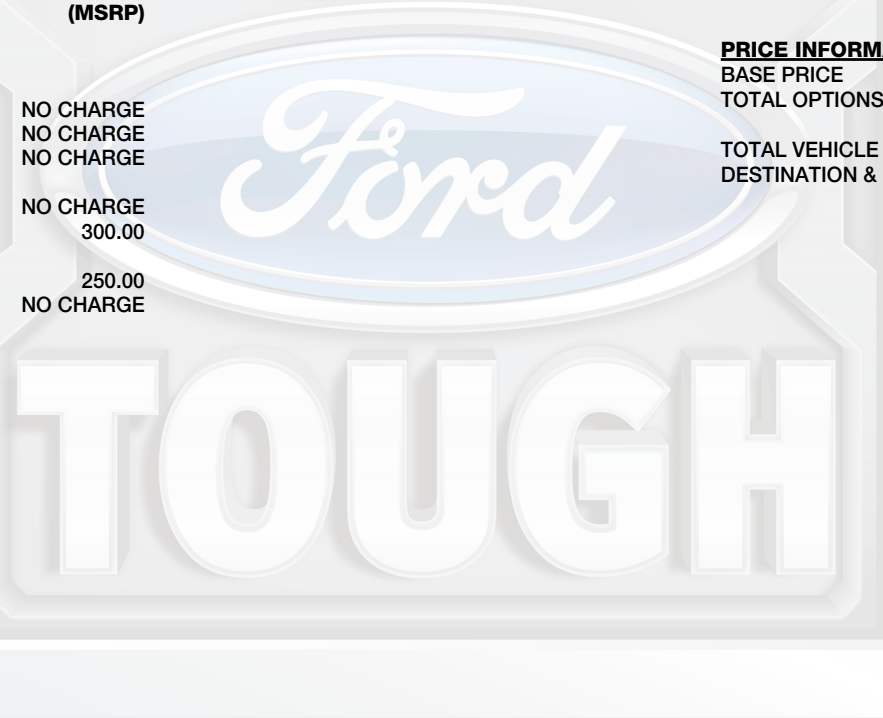 (MSRP)
NO CHARGE
NO CHARGE
NO CHARGE
NO CHARGE
300.00
250.00
NO CHARGE
PRICE INFORMA
BASE PRICE
TOTAL OPTIONS
TOTAL VEHICLE
DESTINATION &
Ford
TOUGH